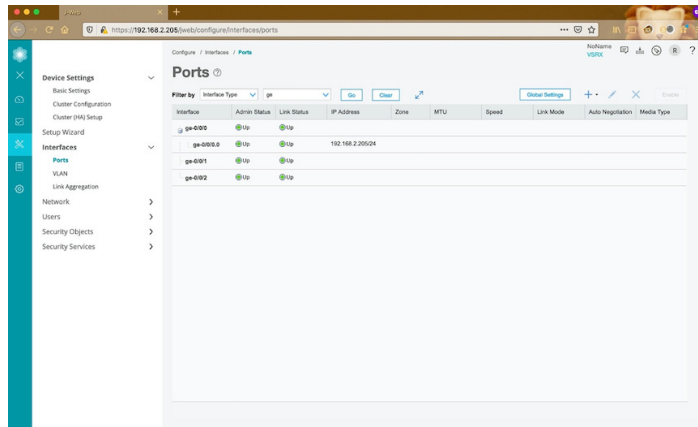 J-Web
https://192.168.2.205/jweb/configure/interfaces/ports
Configure / Interfaces / Ports
NoName
VSRX
R
?
Ports ?
Device Settings
Basic Settings
Cluster Configuration
Cluster (HA) Setup
Setup Wizard
Interfaces
Ports
VLAN
Link Aggregation
Network
Users
Security Objects
Security Services
Filter by Interface Type ge Go Clear Global Settings Enable
Interface Admin Status Link Status IP Address Zone MTU Speed Link Mode Auto Negotiation Media Type
ge-0/0/0 Up Up
ge-0/0/0.0 Up Up 192.168.2.205/24
ge-0/0/1 Up Up
ge-0/0/2 Up Up